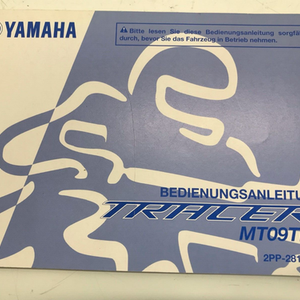 YAMAHA
Bitte lesen Sie diese Bedienungsanleitung sorgfä
durch, bevor Sie das Fahrzeug in Betrieb nehmen.
BEDIENUNGSANLEITU
TRACER
MT09T
2PP-281